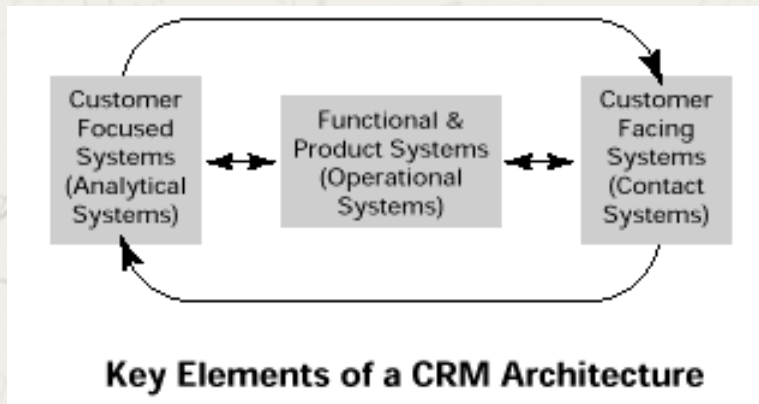 Customer
Focused
Systems
(Analytical
Systems)
Functional &
Product Systems
(Operational
Systems)
Customer
Facing
Systems
(Contact
Systems)
Key Elements of a CRM Architecture